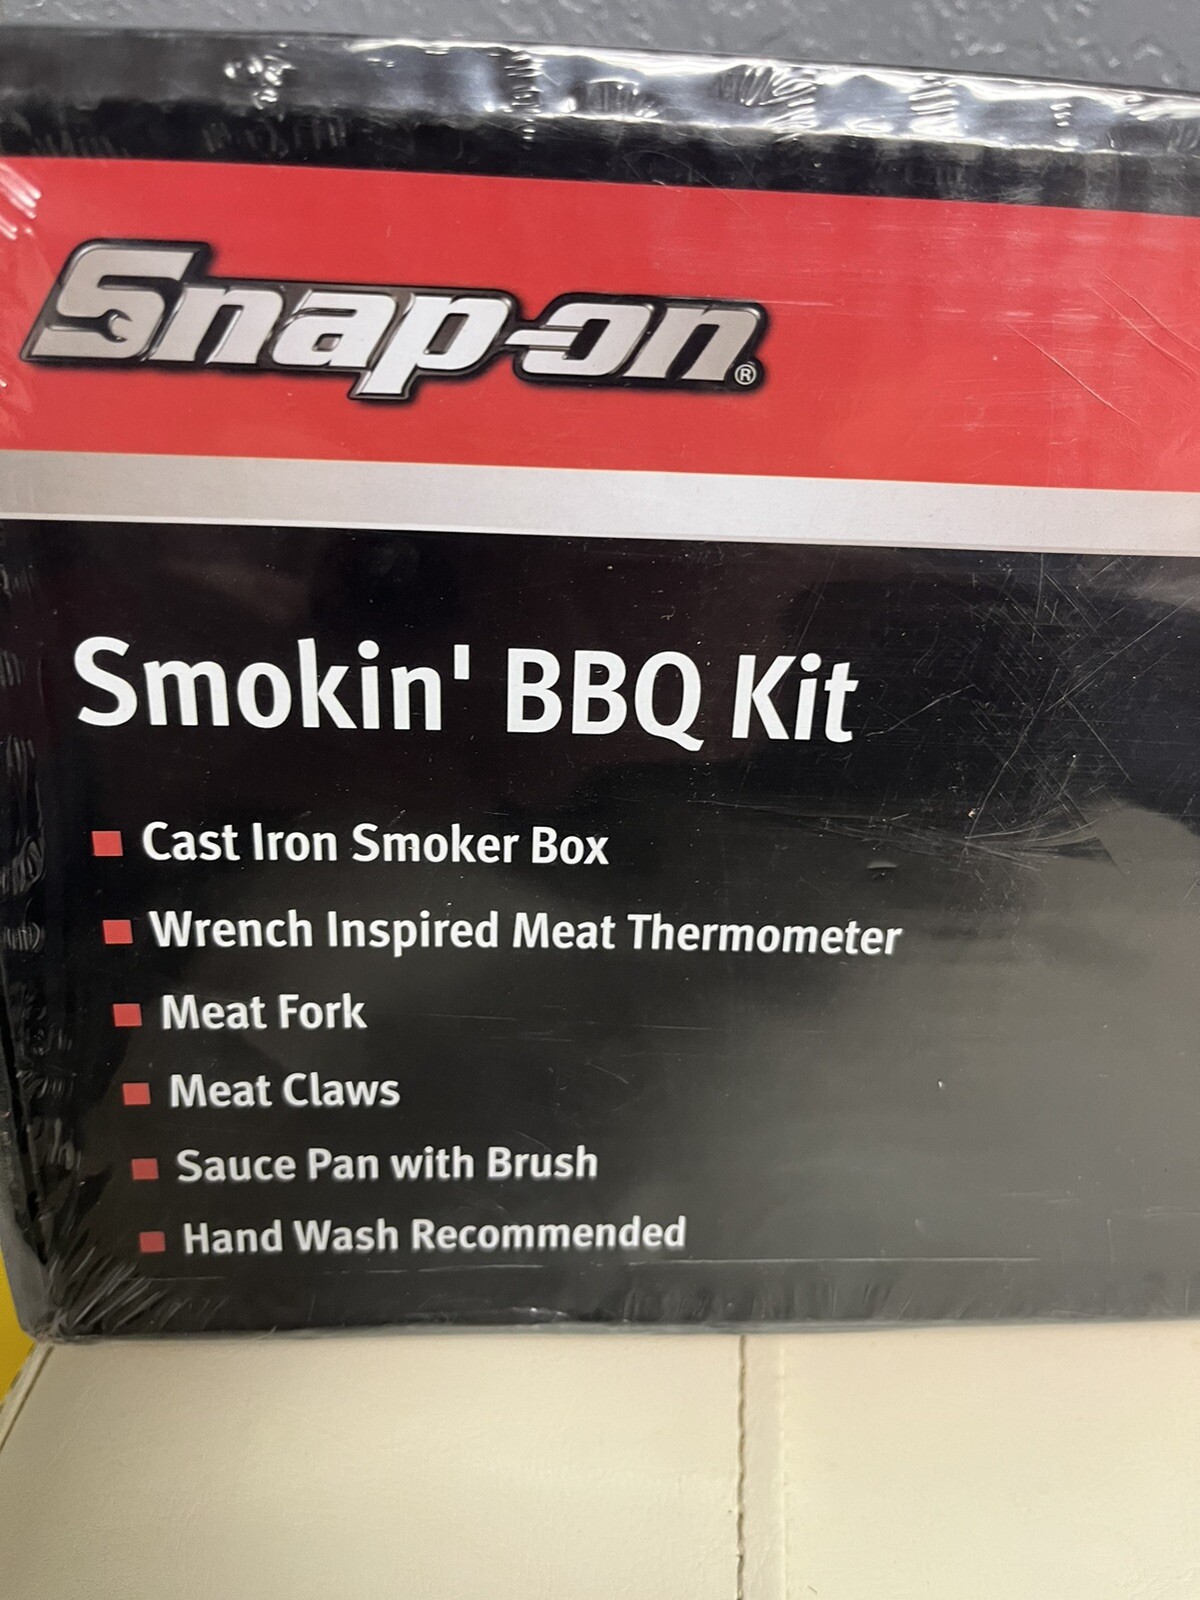 Snap-on®
Smokin' BBQ Kit
Cast Iron Smoker Box
Wrench Inspired Meat Thermometer
Meat Fork
Meat Claws
Sauce Pan with Brush
Hand Wash Recommended